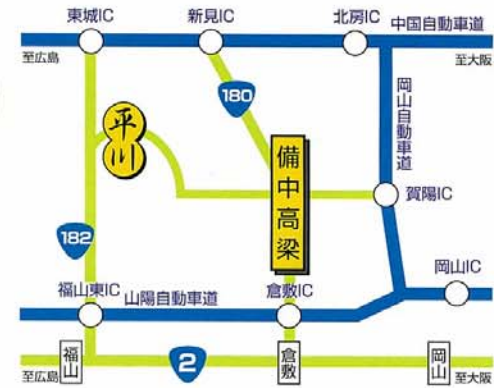 東城IC
新見IC
北房IC
中国自動車道
至広島
至大阪
180
平川
岡山自動車道
備中高梁
賀陽IC
182
岡山IC
福山東IC
山陽自動車道
倉敷IC
福山
2
倉敷
岡山
至広島
至大阪